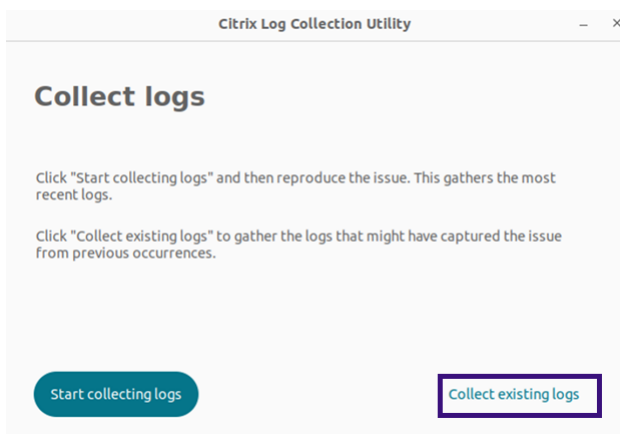 Citrix Log Collection Utility
Collect logs
Click "Start collecting logs" and then reproduce the issue. This gathers the most
recent logs.
Click "Collect existing logs" to gather the logs that might have captured the issue
from previous occurrences.
Start collecting logs
Collect existing logs